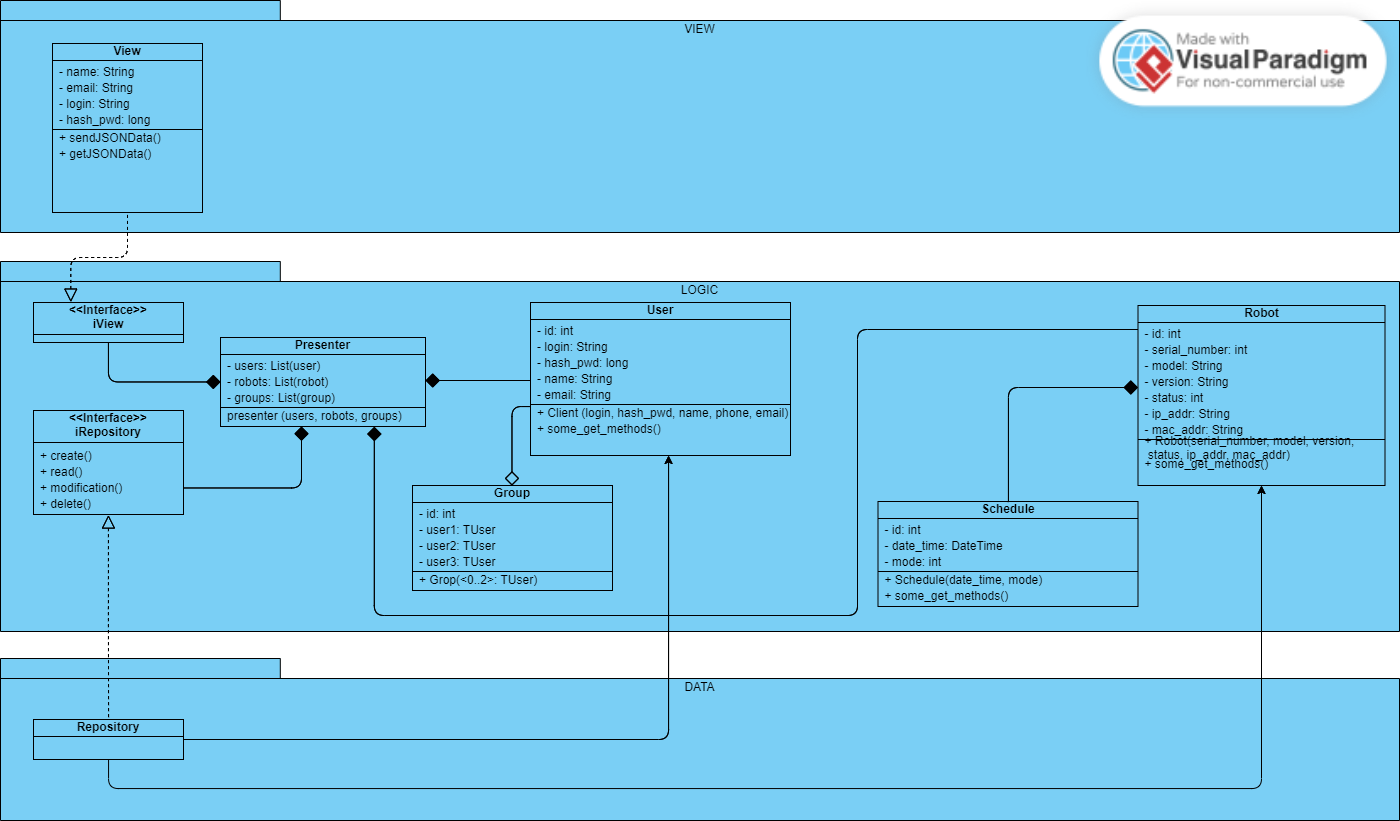 VIEW
Made with
Visual Paradigm
For non-commercial use
View
- name: String
- email: String
- login: String
- hash_pwd: long
+ sendJSONData()
+ getJSONData()
LOGIC
<<Interface>>
iView
Presenter
- users: List(user)
- robots: List(robot)
- groups: List(group)
presenter (users, robots, groups)
<<Interface>>
iRepository
+ create()
+ read()
+ modification()
+ delete()
User
- id: int
- login: String
- hash_pwd: long
- name: String
- email: String
+ Client (login, hash_pwd, name, phone, email)
+ some_get_methods()
Group
- id: int
- user1: TUser
- user2: TUser
- user3: TUser
+ Grop(<0..2>: TUser)
Robot
- id: int
- serial_number: int
- model: String
- version: String
- status: int
- ip_addr: String
- mac_addr: String
+ Robot(serial_number, model, version,
status, ip_addr, mac_addr)
+ some_get_methods()
Schedule
- id: int
- date_time: DateTime
- mode: int
+ Schedule(date_time, mode)
+ some_get_methods()
DATA
Repository